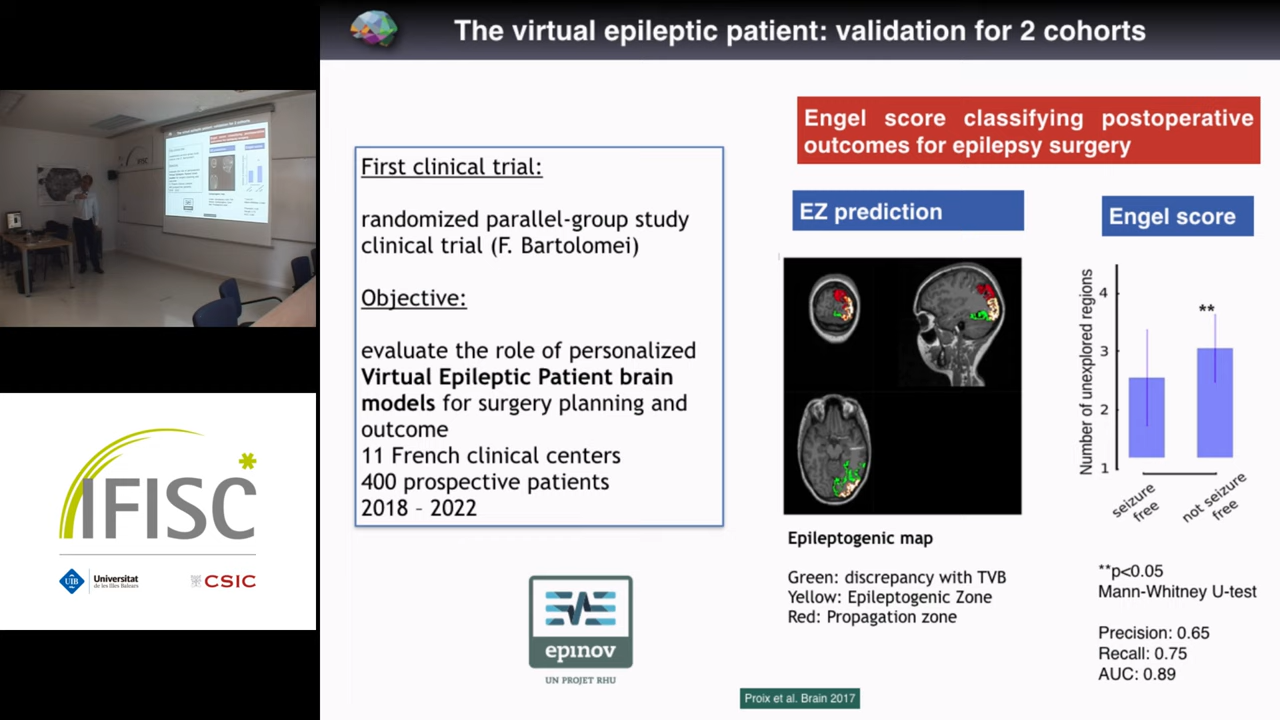 The virtual epileptic patient: validation for 2 cohorts
First clinical trial:
randomized parallel-group study
clinical trial (F. Bartolomei)
Objective:
evaluate the role of personalized
Virtual Epileptic Patient brain
models for surgery planning and
outcome
11 French clinical centers
400 prospective patients
2018 – 2022
epinov
UN PROJET RHU
Engel score classifying postoperative
outcomes for epilepsy surgery
EZ prediction
Epileptogenic map
Green: discrepancy with TVB
Yellow: Epileptogenic Zone
Red: Propagation zone
Engel score
Number of unexplored regions
4
3
2
1
**
seizure
free
not seizure
free
**p<0.05
Mann-Whitney U-test
Precision: 0.65
Recall: 0.75
AUC: 0.89
Proix et al. Brain 2017
IFISC
UIB
Universitat
de les Illes Balears
CSIC